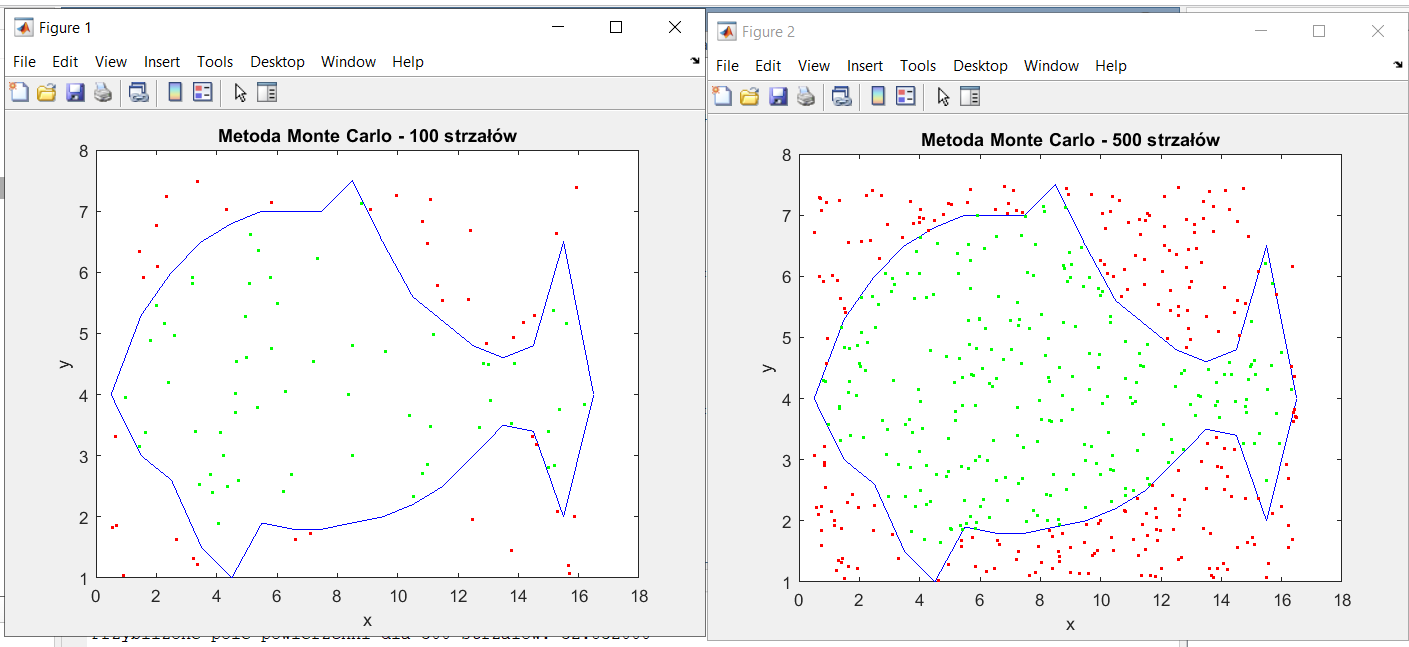 Figure 1
File Edit View Insert Tools Desktop Window Help
Metoda Monte Carlo - 100 strzałów
8
7
6
5
4
3
2
1
y
0 2 4 6 8 10 12 14 16 18
x
Figure 2
File Edit View Insert Tools Desktop Window Help
Metoda Monte Carlo - 500 strzałów
8
7
6
5
4
3
2
1
y
0 2 4 6 8 10 12 14 16 18
x